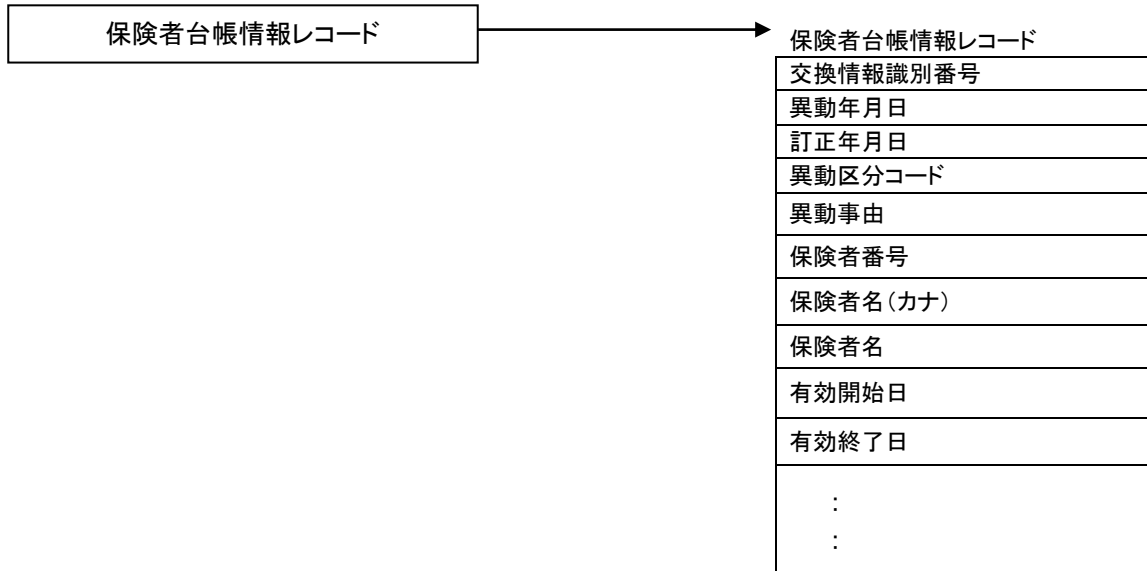 保険者台帳情報レコード
保険者台帳情報レコード
交換情報識別番号
異動年月日
訂正年月日
異動区分コード
異動事由
保険者番号
保険者名(カナ)
保険者名
有効開始日
有効終了日
:
: